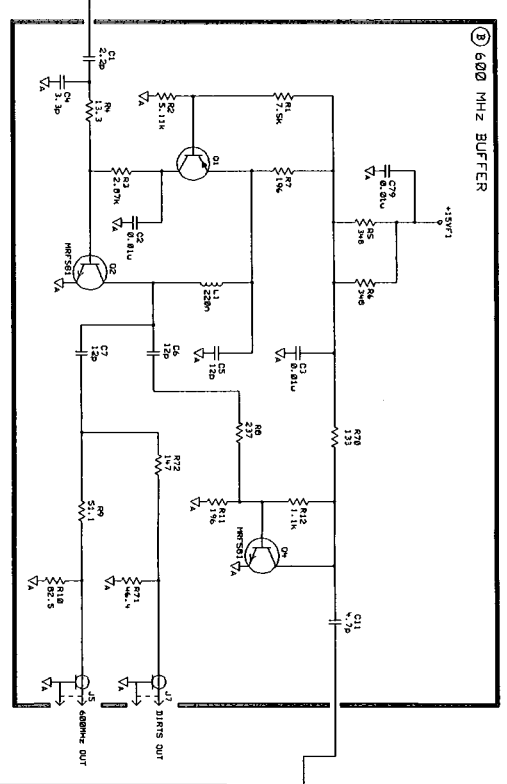 B 600 MHz BUFFER
C1
2.2p
C4
3.3p
R4
13.3
R2
5.11k
R1
7.5k
Q1
R3
2.87k
R7
196
C2
0.01u
C79
0.01u
+15VF1
R5
348
R6
348
Q2
MRF581
L1
220n
C7
12p
C6
12p
C5
12p
C3
0.01u
R8
237
R70
133
R72
147
R9
51.1
R11
196
R12
1.1k
Q4
MRF581
R10
82.5
R71
46.4
C11
4.7p
J5
600MHz OUT
J7
DIRTS OUT
A
A
A
A
A
A
A
A
A
A
A
A
A